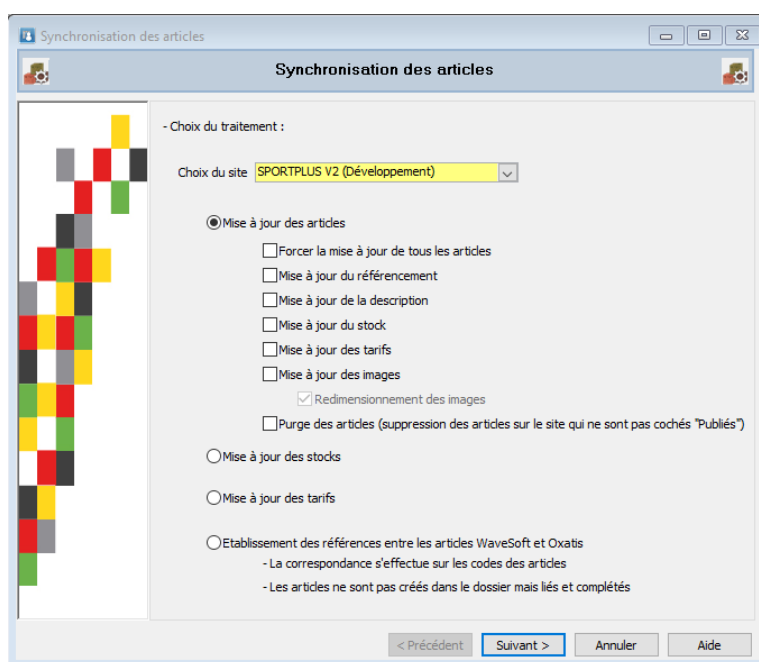 Synchronisation des articles
Synchronisation des articles
- Choix du traitement :
Choix du site SPORTPLUS V2 (Développement)
Mise à jour des articles
Forcer la mise à jour de tous les articles
Mise à jour du référencement
Mise à jour de la description
Mise à jour du stock
Mise à jour des tarifs
Mise à jour des images
Redimensionnement des images
Purge des articles (suppression des articles sur le site qui ne sont pas cochés "Publiés")
Mise à jour des stocks
Mise à jour des tarifs
Etablissement des références entre les articles WaveSoft et Oxatis
- La correspondance s'effectue sur les codes des articles
- Les articles ne sont pas créés dans le dossier mais liés et complétés
< Précédent Suivant > Annuler Aide